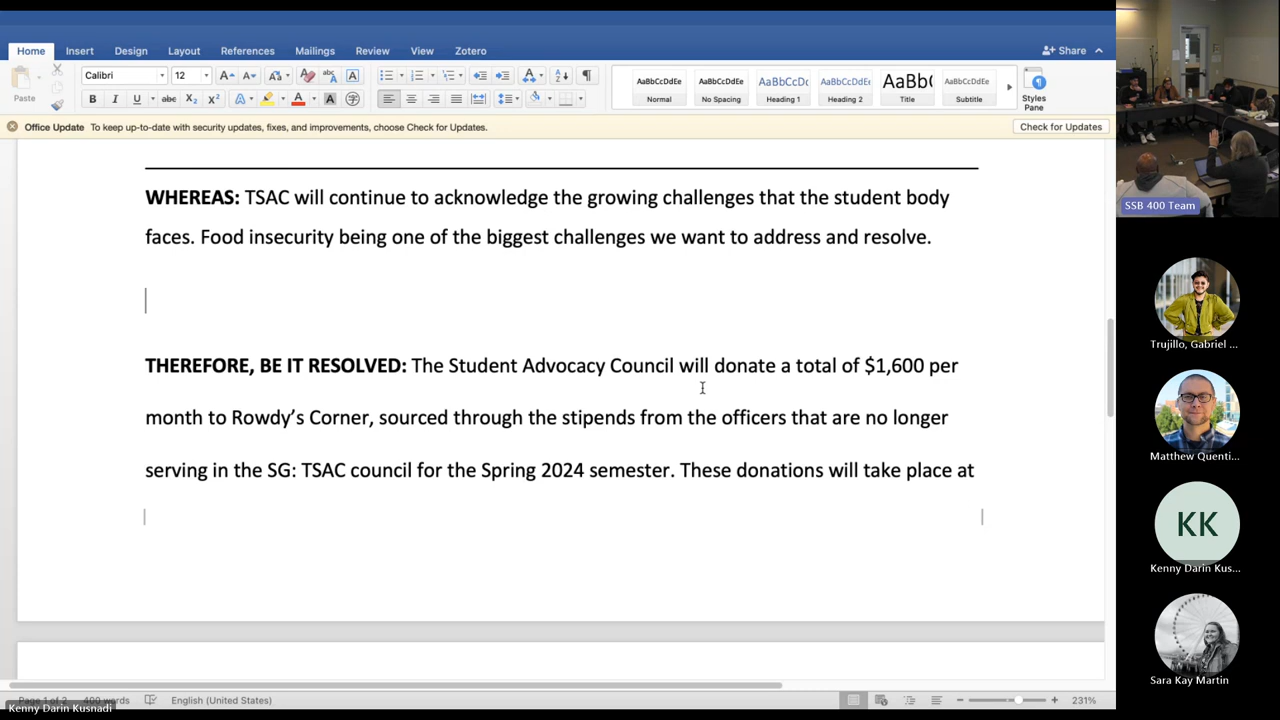 Home Insert Design Layout References Mailings Review View Zotero Share
Paste
Calibri 12
AaBbCcDdEe AaBbCcDdEe AaBbCcDc AaBbCcDdEe AaBb( AaBbCcDdEe
Normal No Spacing Heading 1 Heading 2 Title Subtitle
Styles
Pane
Office Update To keep up-to-date with security updates, fixes, and improvements, choose Check for Updates. Check for Updates
WHEREAS: TSAC will continue to acknowledge the growing challenges that the student body
faces. Food insecurity being one of the biggest challenges we want to address and resolve.
THEREFORE, BE IT RESOLVED: The Student Advocacy Council will donate a total of $1,600 per
month to Rowdy’s Corner, sourced through the stipends from the officers that are no longer
serving in the SG: TSAC council for the Spring 2024 semester. These donations will take place at
Page 1 of 2 400 words English (United States) 231%
Kenny Darin Kusnadi
SSB 400 Team
Trujillo, Gabriel ...
Matthew Quenti...
KK
Kenny Darin Kus...
Sara Kay Martin